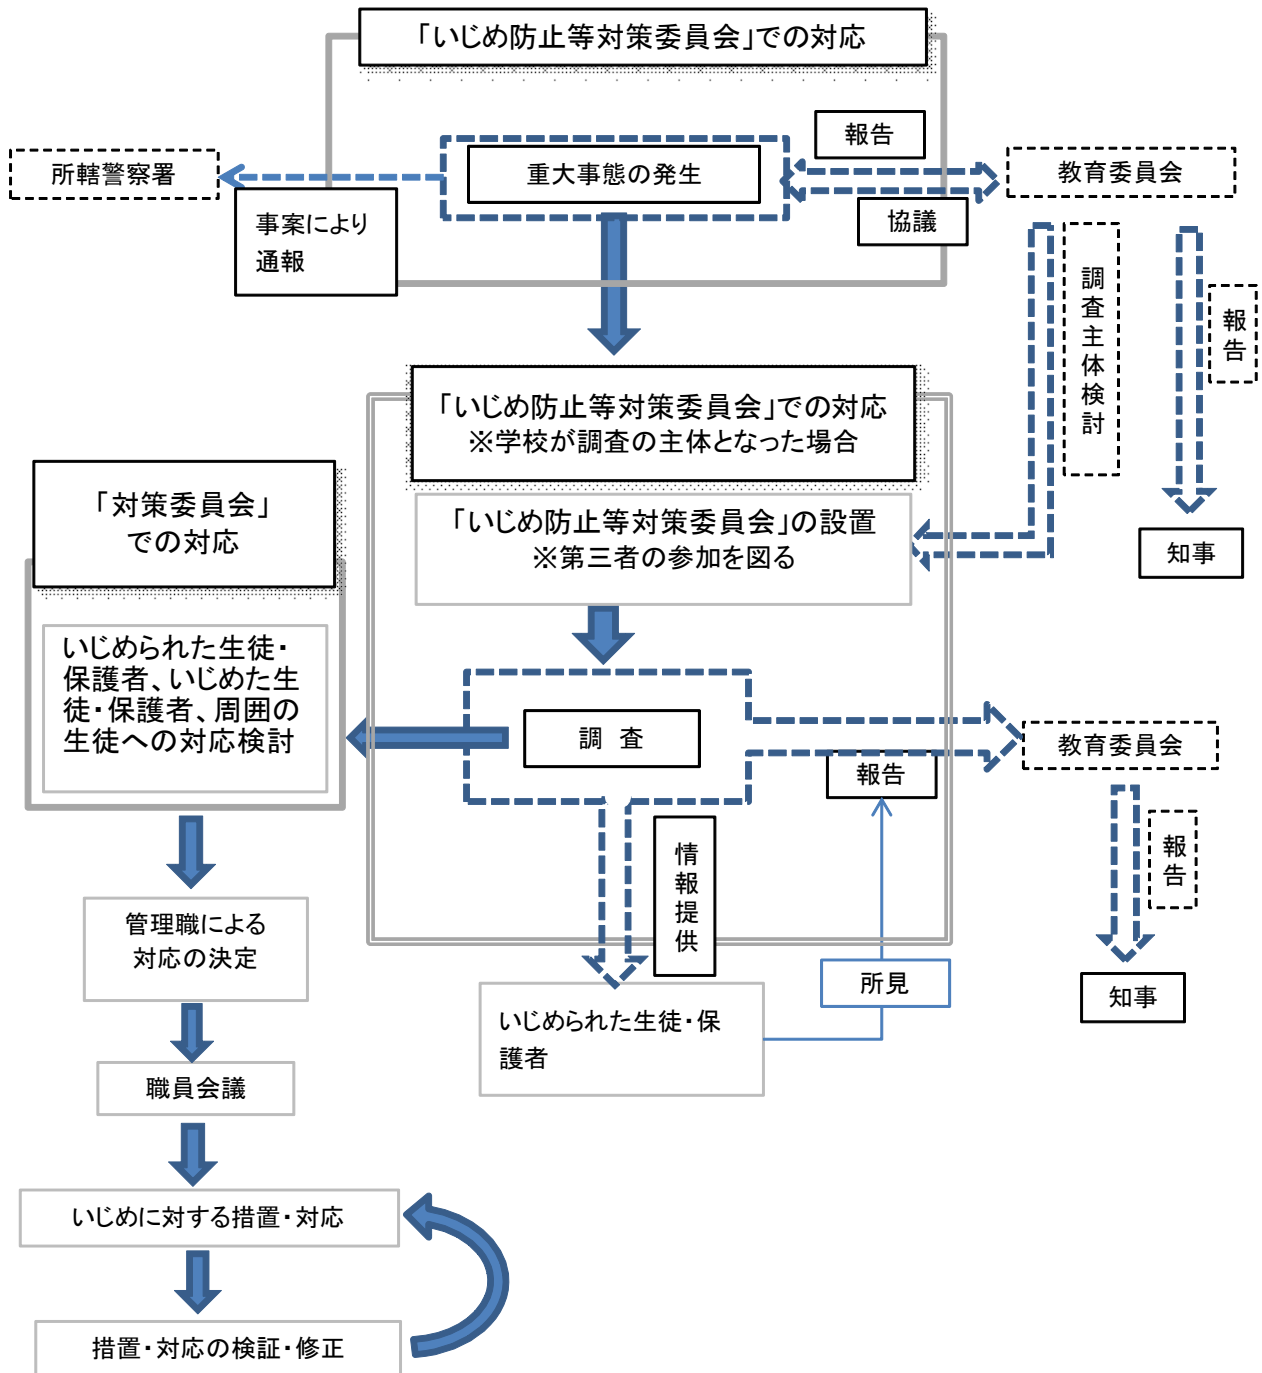 「いじめ防止等対策委員会」での対応
報告
所轄警察署
重大事態の発生
教育委員会
事案により
通報
協議
調査主体検討
報告
「いじめ防止等対策委員会」での対応
※学校が調査の主体となった場合
「対策委員会」
での対応
「いじめ防止等対策委員会」の設置
※第三者の参加を図る
知事
いじめられた生徒・
保護者、いじめた生
徒・保護者、周囲の
生徒への対応検討
調 査
教育委員会
報告
情報提供
報告
管理職による
対応の決定
所見
知事
いじめられた生徒・保
護者
職員会議
いじめに対する措置・対応
措置・対応の検証・修正